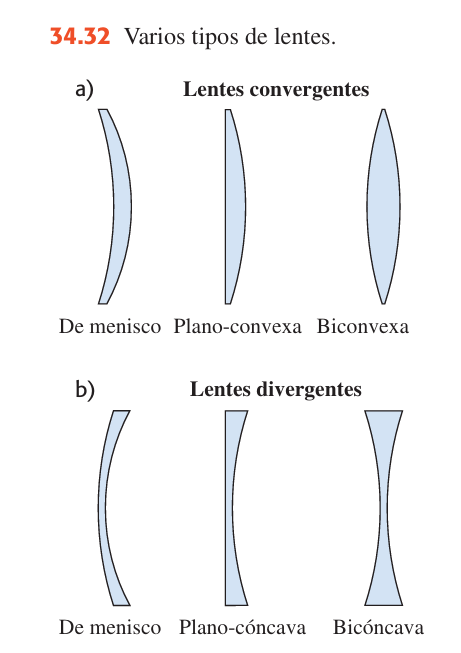 34.32 Varios tipos de lentes.
a) Lentes convergentes
De menisco Plano-convexa Biconvexa
b) Lentes divergentes
De menisco Plano-cóncava Bicóncava